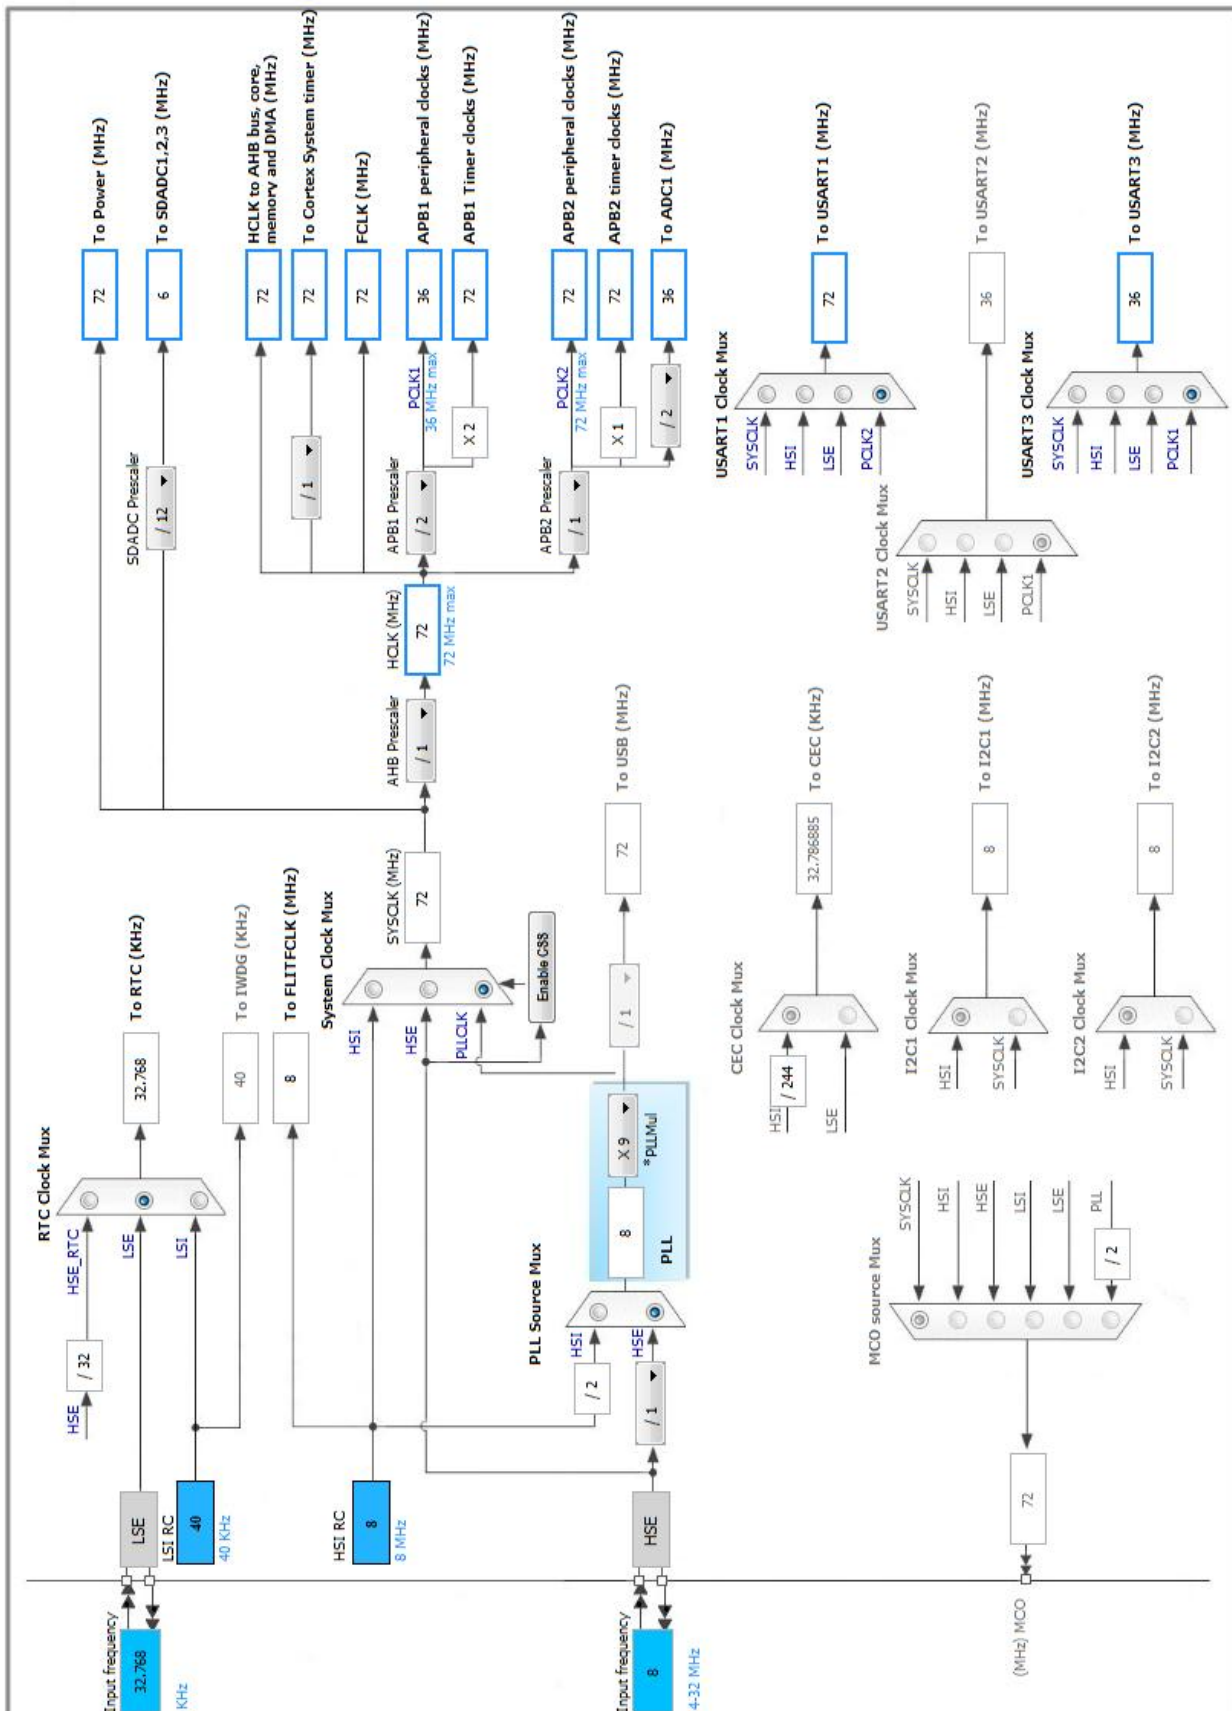 Input frequency
32.768
KHz
LSE
LSI RC
40
40 KHz
HSE
/ 32
HSE_RTC
LSE
LSI
RTC Clock Mux
32.768
To RTC (KHz)
40
To IWDG (KHz)
8
To FLITFCLK (MHz)
HSI RC
8
8 MHz
System Clock Mux
HSI
HSE
PLLCLK
Enable CSS
SYSCLK (MHz)
72
AHB Prescaler
/ 1
HCLK (MHz)
72
72 MHz max
72
To Power (MHz)
SDADC Prescaler
/ 12
6
To SDADC1,2,3 (MHz)
72
HCLK to AHB bus, core,
memory and DMA (MHz)
/ 1
72
To Cortex System timer (MHz)
72
FCLK (MHz)
APB1 Prescaler
/ 2
PCLK1
36 MHz max
36
APB1 peripheral clocks (MHz)
X 2
72
APB1 Timer clocks (MHz)
APB2 Prescaler
/ 1
PCLK2
72 MHz max
72
APB2 peripheral clocks (MHz)
X 1
72
APB2 timer clocks (MHz)
/ 2
36
To ADC1 (MHz)
Input frequency
8
4-32 MHz
HSE
/ 1
/ 2
HSI
HSE
PLL Source Mux
8
X 9
*PLLMul
PLL
/ 1
72
To USB (MHz)
USART1 Clock Mux
SYSCLK
HSI
LSE
PCLK2
72
To USART1 (MHz)
CEC Clock Mux
HSI
/ 244
LSE
32.786885
To CEC (KHz)
USART2 Clock Mux
SYSCLK
HSI
LSE
PCLK1
36
To USART2 (MHz)
I2C1 Clock Mux
HSI
SYSCLK
8
To I2C1 (MHz)
USART3 Clock Mux
SYSCLK
HSI
LSE
PCLK1
36
To USART3 (MHz)
I2C2 Clock Mux
HSI
SYSCLK
8
To I2C2 (MHz)
MCO source Mux
SYSCLK
HSI
HSE
LSI
LSE
PLL
/ 2
72
(MHz) MCO